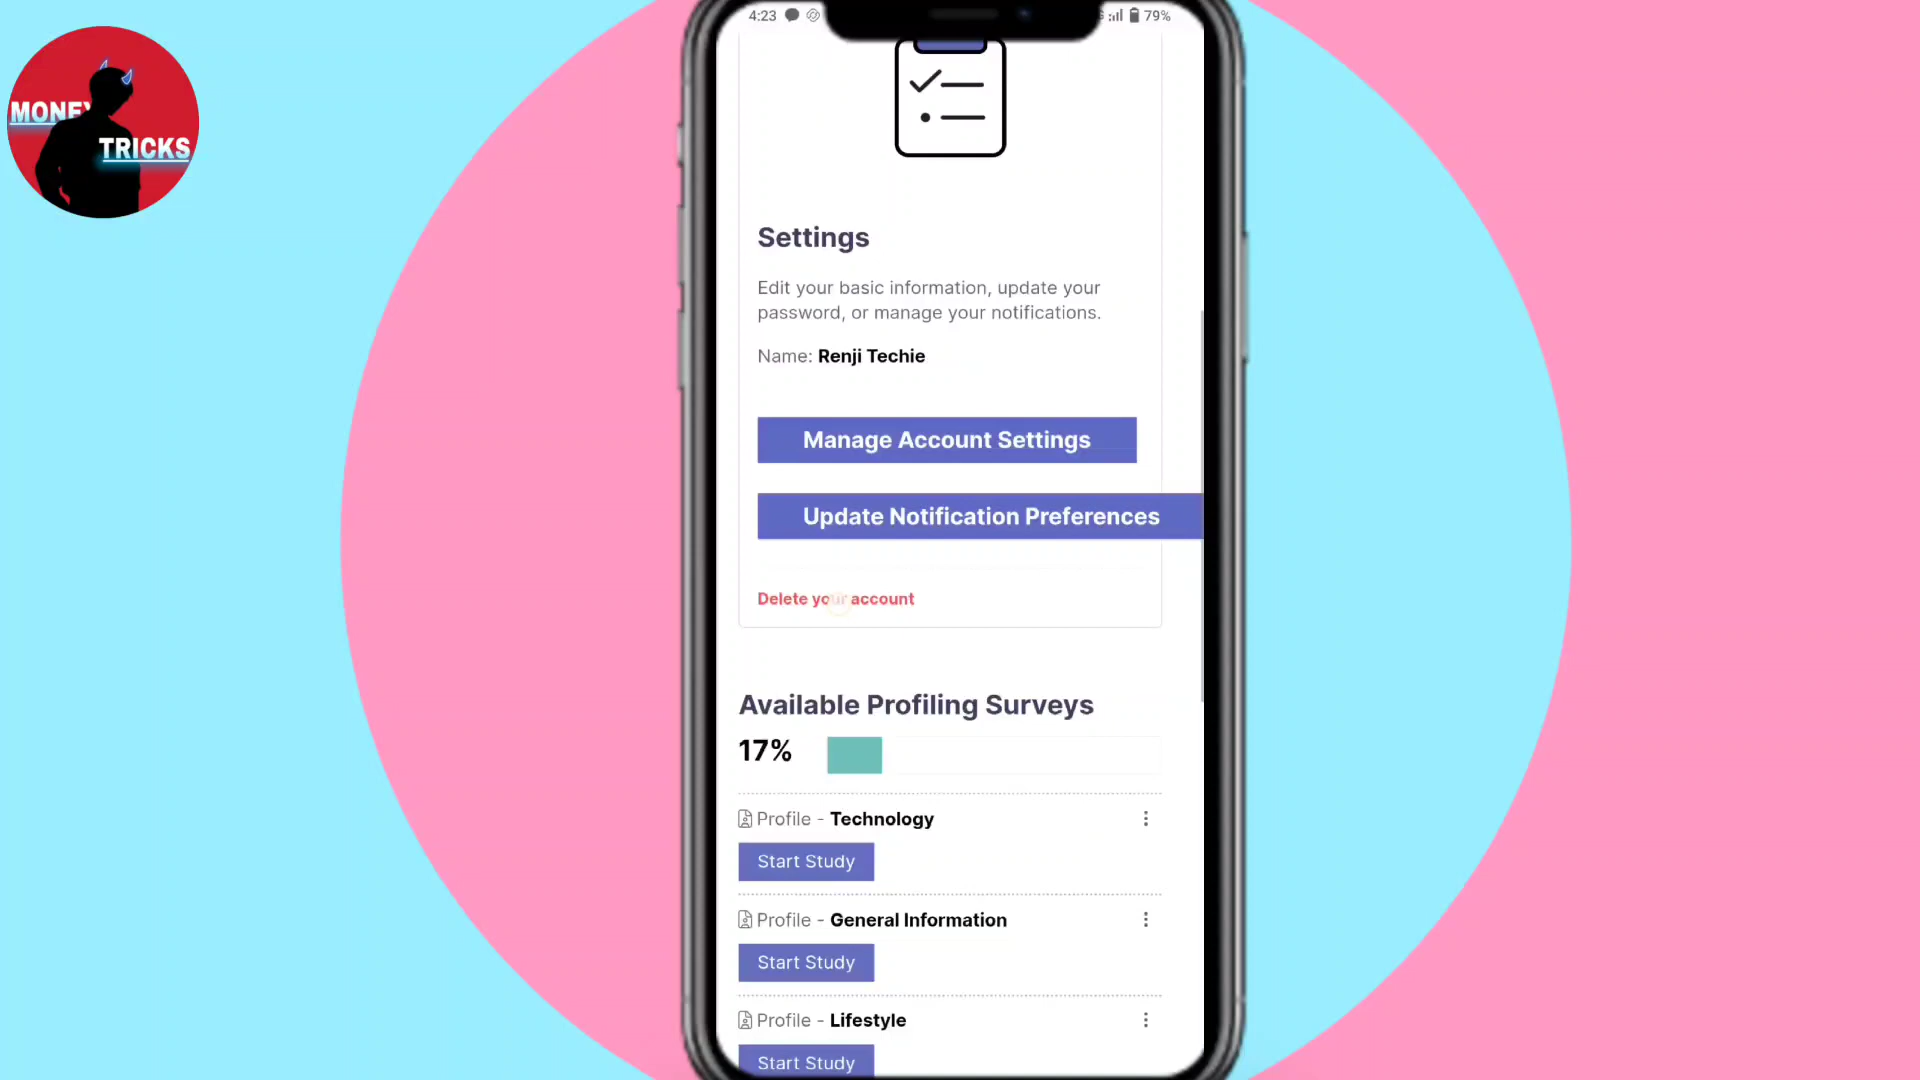 MONEY
TRICKS
4:23
79%
Settings
Edit your basic information, update your
password, or manage your notifications.
Name: Renji Techie
Manage Account Settings
Update Notification Preferences
Delete your account
Available Profiling Surveys
17%
Profile - Technology
Start Study
Profile - General Information
Start Study
Profile - Lifestyle
Start Study